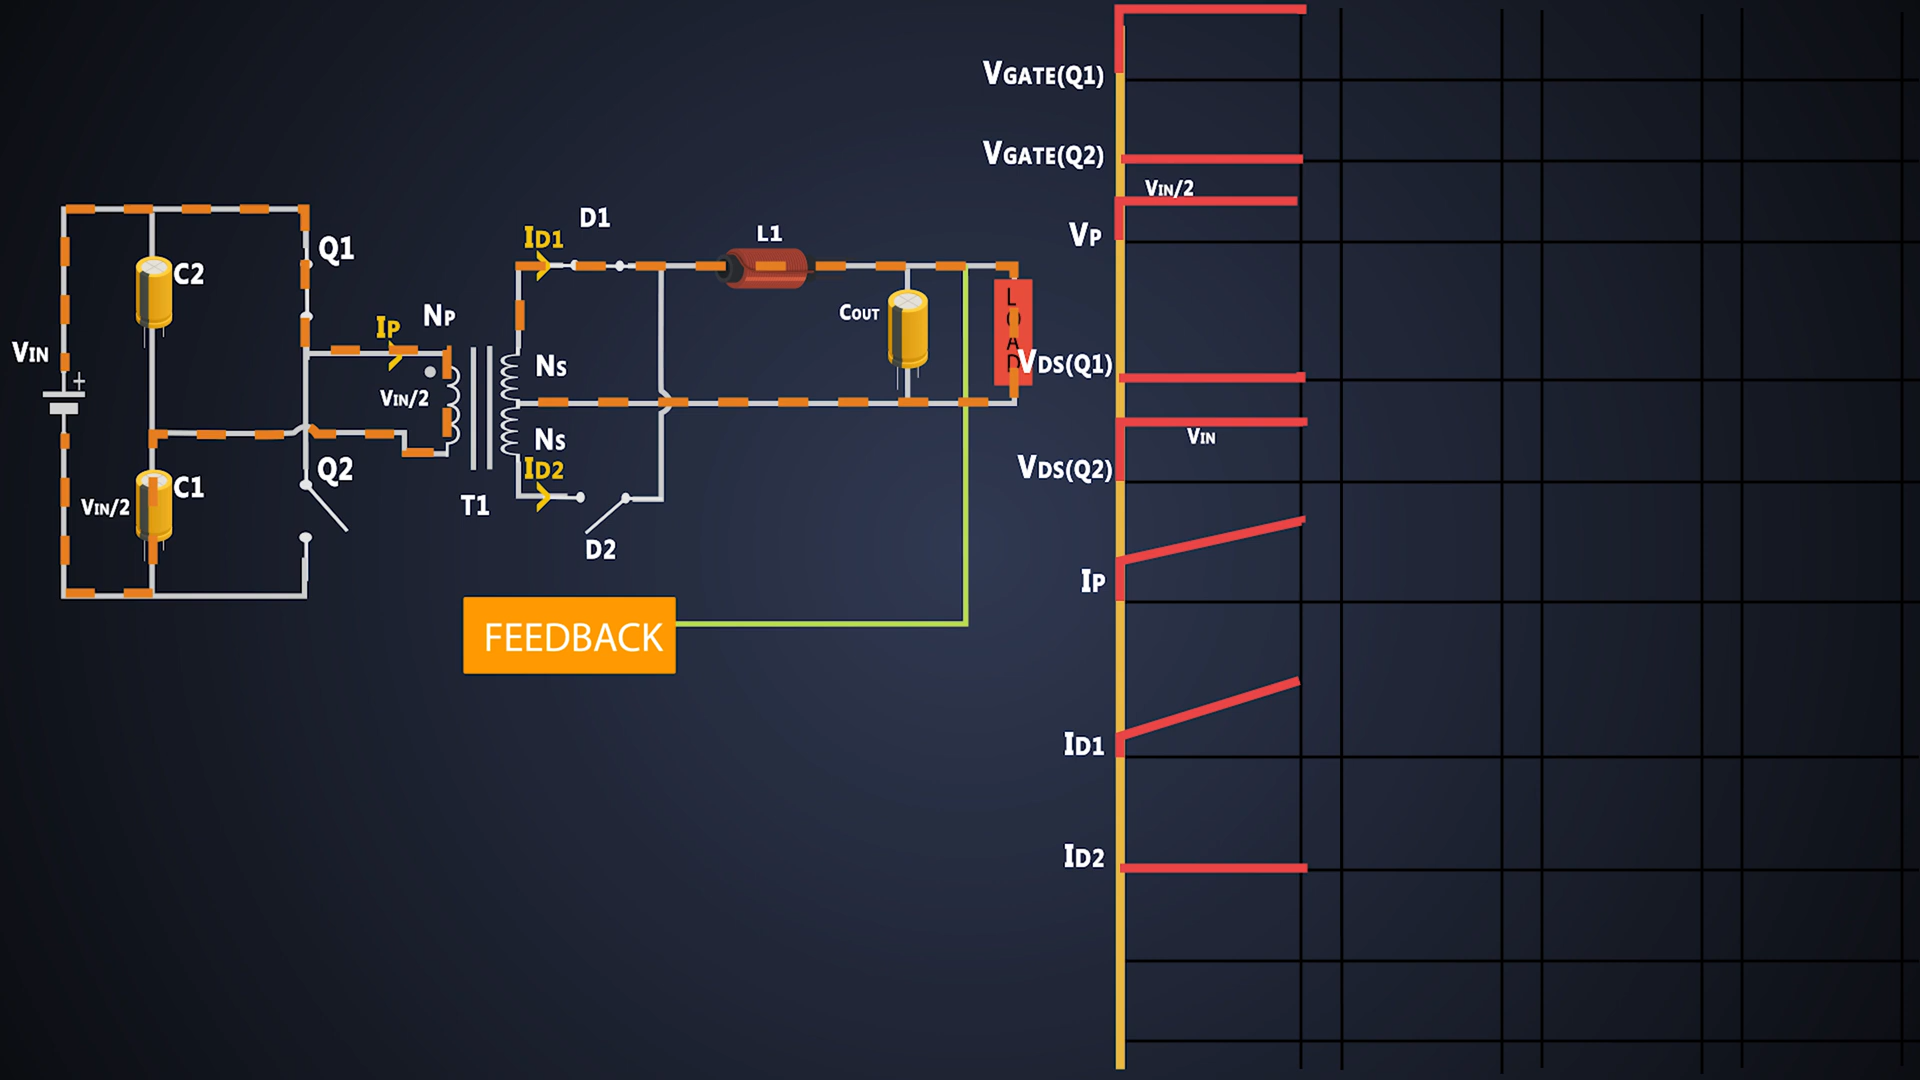 VGATE(Q1)
VGATE(Q2)
VIN/2
VP
D1
ID1
L1
Q1
C2
NP
IP
COUT
LOAD
VIN
+
NS
VDS(Q1)
VIN/2
NS
VIN
ID2
Q2
VDS(Q2)
C1
VIN/2
T1
D2
IP
FEEDBACK
ID1
ID2